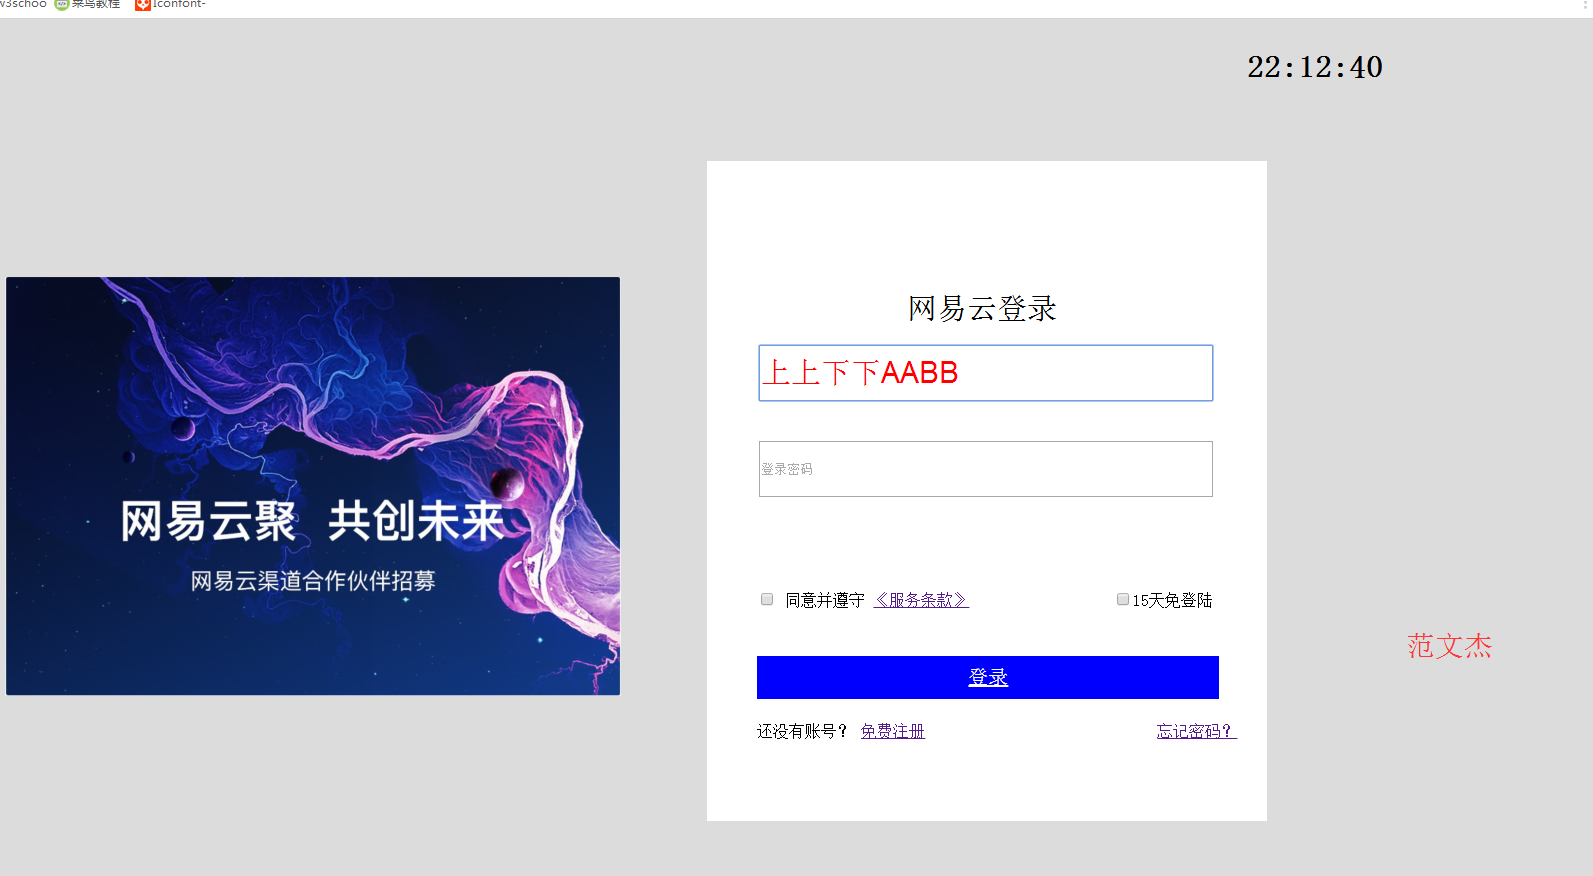 w3schoo 菜鸟教程 Iconfont-
22:12:40
网易云登录
上上下下AABB
登录密码
网易云聚 共创未来
网易云渠道合作伙伴招募
同意并遵守 《服务条款》 15天免登陆
范文杰
登录
还没有账号？ 免费注册 忘记密码？